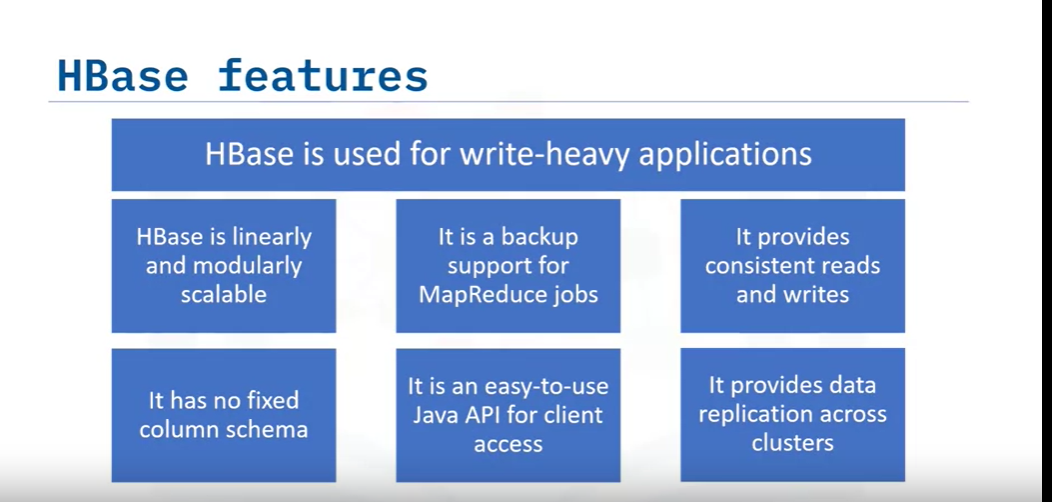 HBase features
HBase is used for write-heavy applications
HBase is linearly
and modularly
scalable
It is a backup
support for
MapReduce jobs
It provides
consistent reads
and writes
It has no fixed
column schema
It is an easy-to-use
Java API for client
access
It provides data
replication across
clusters